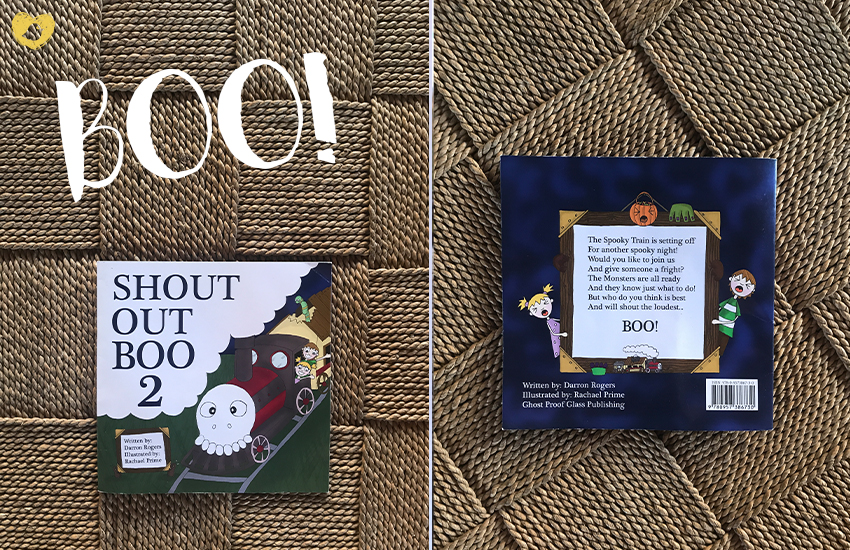 BOO!
SHOUT
OUT
BOO
2
Written by:
Darron Rogers
Illustrated by:
Rachael Prime
The Spooky Train is setting off
For another spooky night!
Would you like to join us
And give someone a fright?
The Monsters are all ready
And they know just what to do!
But who do you think is best
And will shout the loudest...
BOO!
Written by: Darron Rogers
Illustrated by: Rachael Prime
Ghost Proof Glass Publishing
9 780957 386730